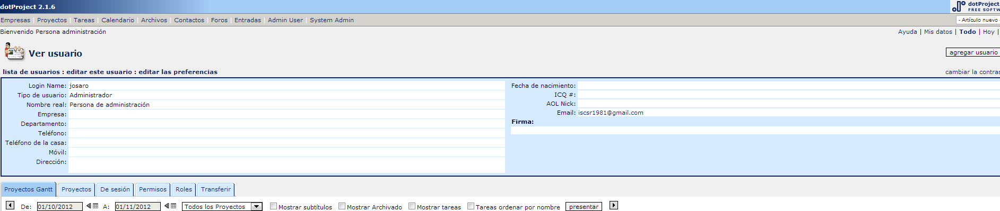 dotProject 2.1.6
dotProject
FREE SOFTW
Empresas | Proyectos | Tareas | Calendario | Archivos | Contactos | Foros | Entradas | Admin User | System Admin
- Artículo nuevo -
Bienvenido Persona administración
Ayuda | Mis datos | Todo | Hoy |
Ver usuario
agregar usuario
lista de usuarios : editar este usuario : editar las preferencias
cambiar la contras
Login Name: josaro
Tipo de usuario: Administrador
Nombre real: Persona de administración
Empresa:
Departamento:
Teléfono:
Teléfono de la casa:
Móvil:
Dirección:
Fecha de nacimiento:
ICQ #:
AOL Nick:
Email: iscsr1981@gmail.com
Firma:
Proyectos Gantt
Proyectos
De sesión
Permisos
Roles
Transferir
De: 01/10/2012 A: 01/11/2012 Todos los Proyectos Mostrar subtítulos Mostrar Archivado Mostrar tareas Tareas ordenar por nombre presentar